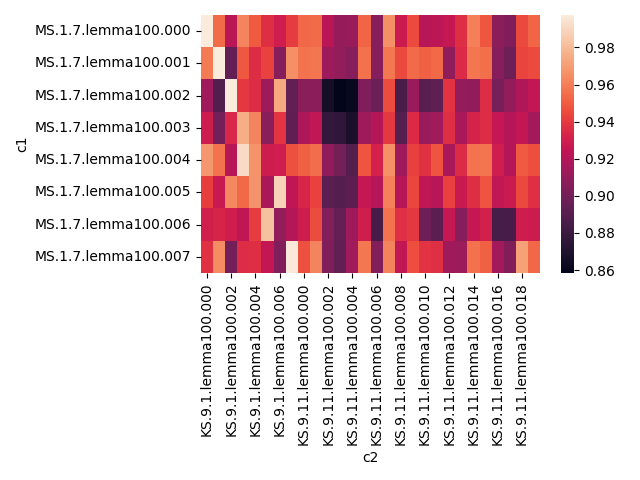 MS.1.7.lemma100.000
MS.1.7.lemma100.001
MS.1.7.lemma100.002
MS.1.7.lemma100.003
MS.1.7.lemma100.004
MS.1.7.lemma100.005
MS.1.7.lemma100.006
MS.1.7.lemma100.007
c1
KS.9.1.lemma100.000
KS.9.1.lemma100.002
KS.9.1.lemma100.004
KS.9.1.lemma100.006
KS.9.11.lemma100.000
KS.9.11.lemma100.002
KS.9.11.lemma100.004
KS.9.11.lemma100.006
KS.9.11.lemma100.008
KS.9.11.lemma100.010
KS.9.11.lemma100.012
KS.9.11.lemma100.014
KS.9.11.lemma100.016
KS.9.11.lemma100.018
c2
0.98
0.96
0.94
0.92
0.90
0.88
0.86